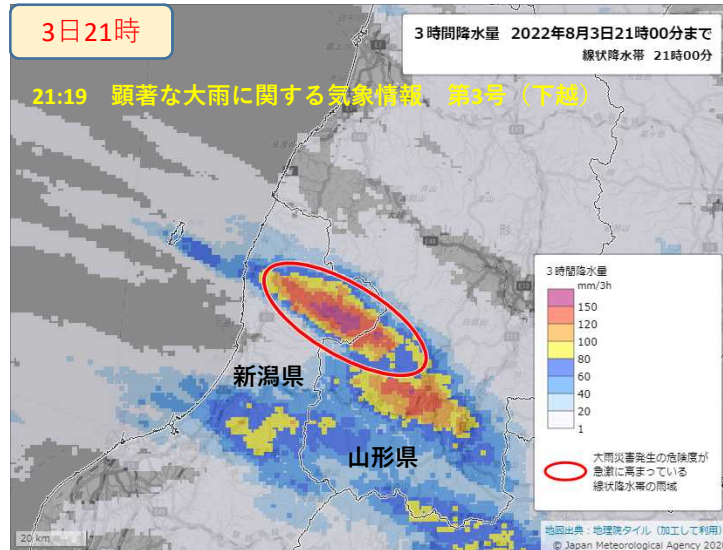 3日21時
３時間降水量 2022年8月3日21時00分まで
線状降水帯 21時00分
21:19 顕著な大雨に関する気象情報 第3号（下越）
３時間降水量
mm/3h
150
120
100
80
60
40
20
1
新潟県
山形県
大雨災害発生の危険度が
急激に高まっている
線状降水帯の雨域
20 km
地図出典：地理院タイル（加工して利用）
© Japan Meteorological Agency 202